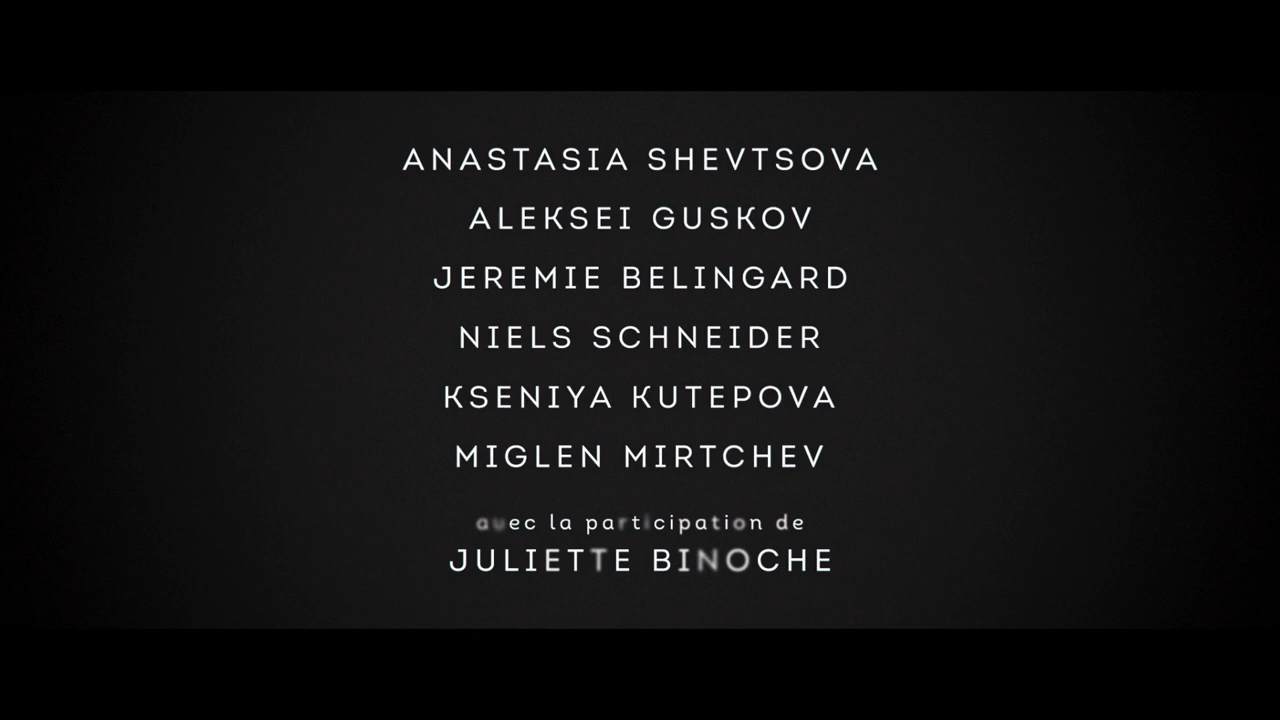 ANASTASIA SHEVTSOVA
ALEKSEI GUSKOV
JEREMIE BELINGARD
NIELS SCHNEIDER
KSENIYA KUTEPOVA
MIGLEN MIRTCHEV
avec la participation de
JULIETTE BINOCHE